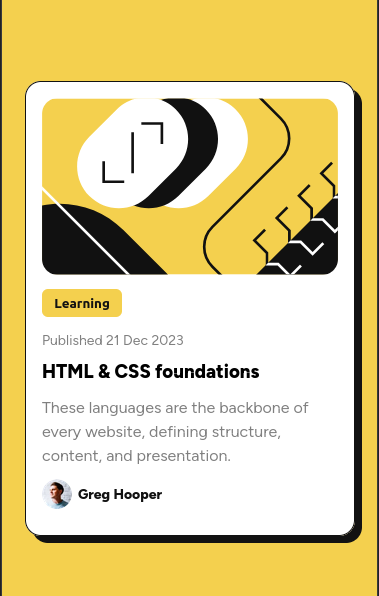 Learning
Published 21 Dec 2023
HTML & CSS foundations
These languages are the backbone of
every website, defining structure,
content, and presentation.
Greg Hooper